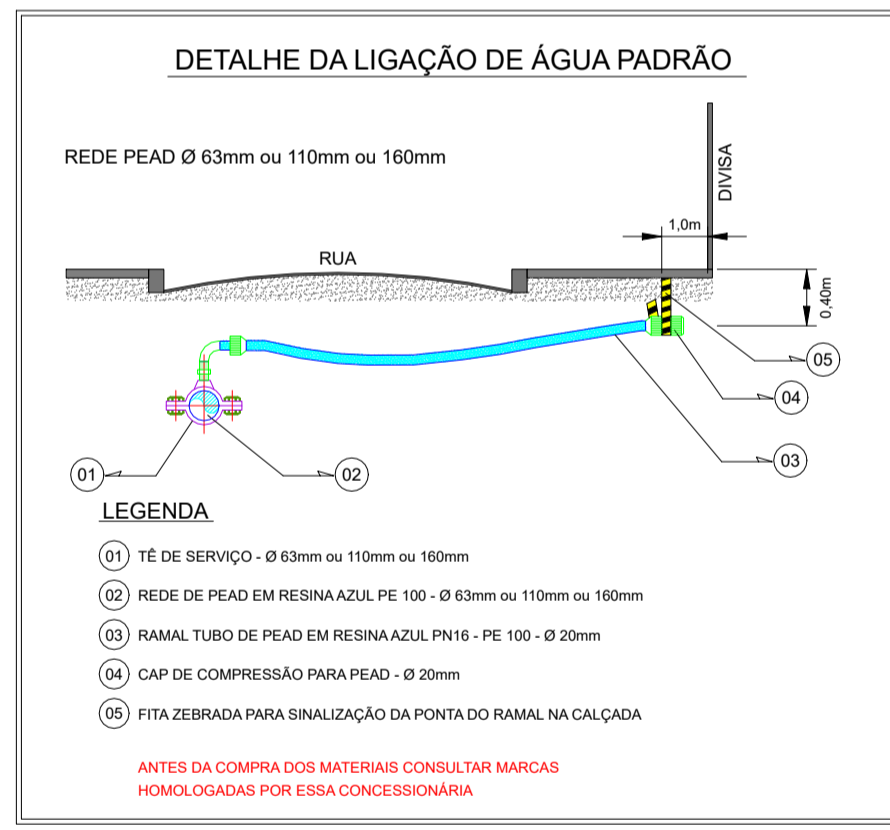 DETALHE DA LIGAÇÃO DE ÁGUA PADRÃO
REDE PEAD Ø 63mm ou 110mm ou 160mm
DIVISA
1,0m
RUA
0,40m
05
04
03
01
02
LEGENDA
01 TÊ DE SERVIÇO - Ø 63mm ou 110mm ou 160mm
02 REDE DE PEAD EM RESINA AZUL PE 100 - Ø 63mm ou 110mm ou 160mm
03 RAMAL TUBO DE PEAD EM RESINA AZUL PN16 - PE 100 - Ø 20mm
04 CAP DE COMPRESSÃO PARA PEAD - Ø 20mm
05 FITA ZEBRADA PARA SINALIZAÇÃO DA PONTA DO RAMAL NA CALÇADA
ANTES DA COMPRA DOS MATERIAIS CONSULTAR MARCAS
HOMOLOGADAS POR ESSA CONCESSIONÁRIA